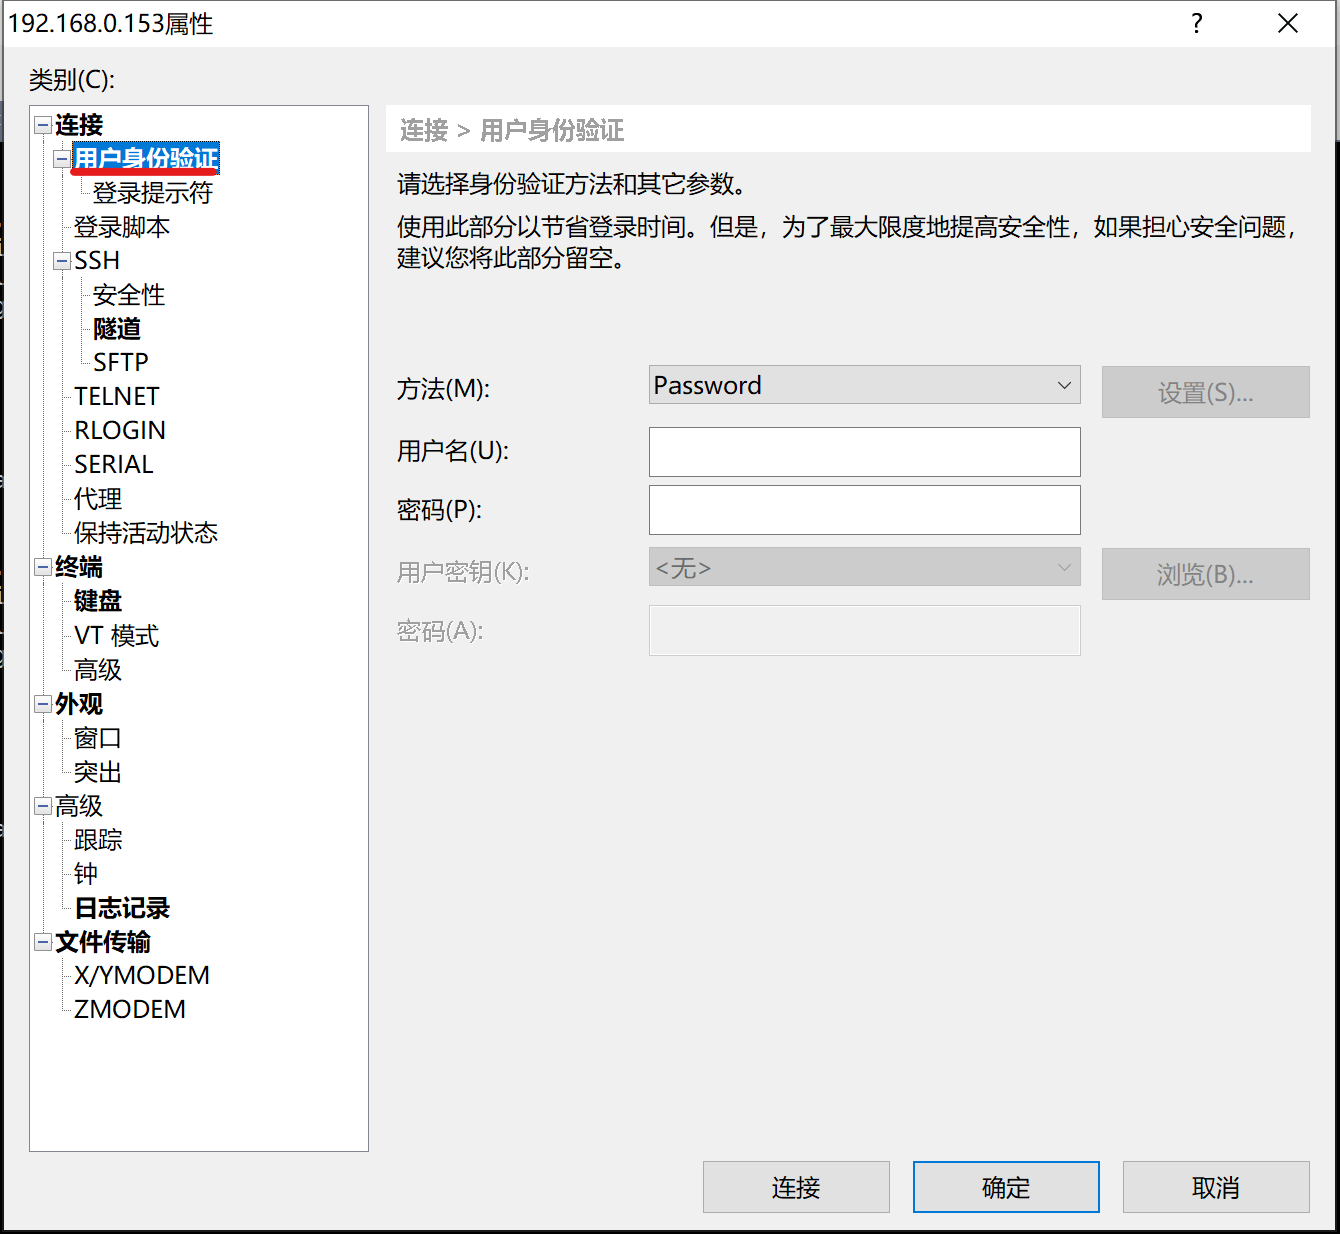 192.168.0.153属性
?
类别(C):
连接
用户身份验证
登录提示符
登录脚本
SSH
安全性
隧道
SFTP
TELNET
RLOGIN
SERIAL
代理
保持活动状态
终端
键盘
VT 模式
高级
外观
窗口
突出
高级
跟踪
钟
日志记录
文件传输
X/YMODEM
ZMODEM
连接 > 用户身份验证
请选择身份验证方法和其它参数。
使用此部分以节省登录时间。但是，为了最大限度地提高安全性，如果担心安全问题，
建议您将此部分留空。
方法(M):
Password
设置(S)...
用户名(U):
密码(P):
用户密钥(K):
<无>
浏览(B)...
密码(A):
连接
确定
取消